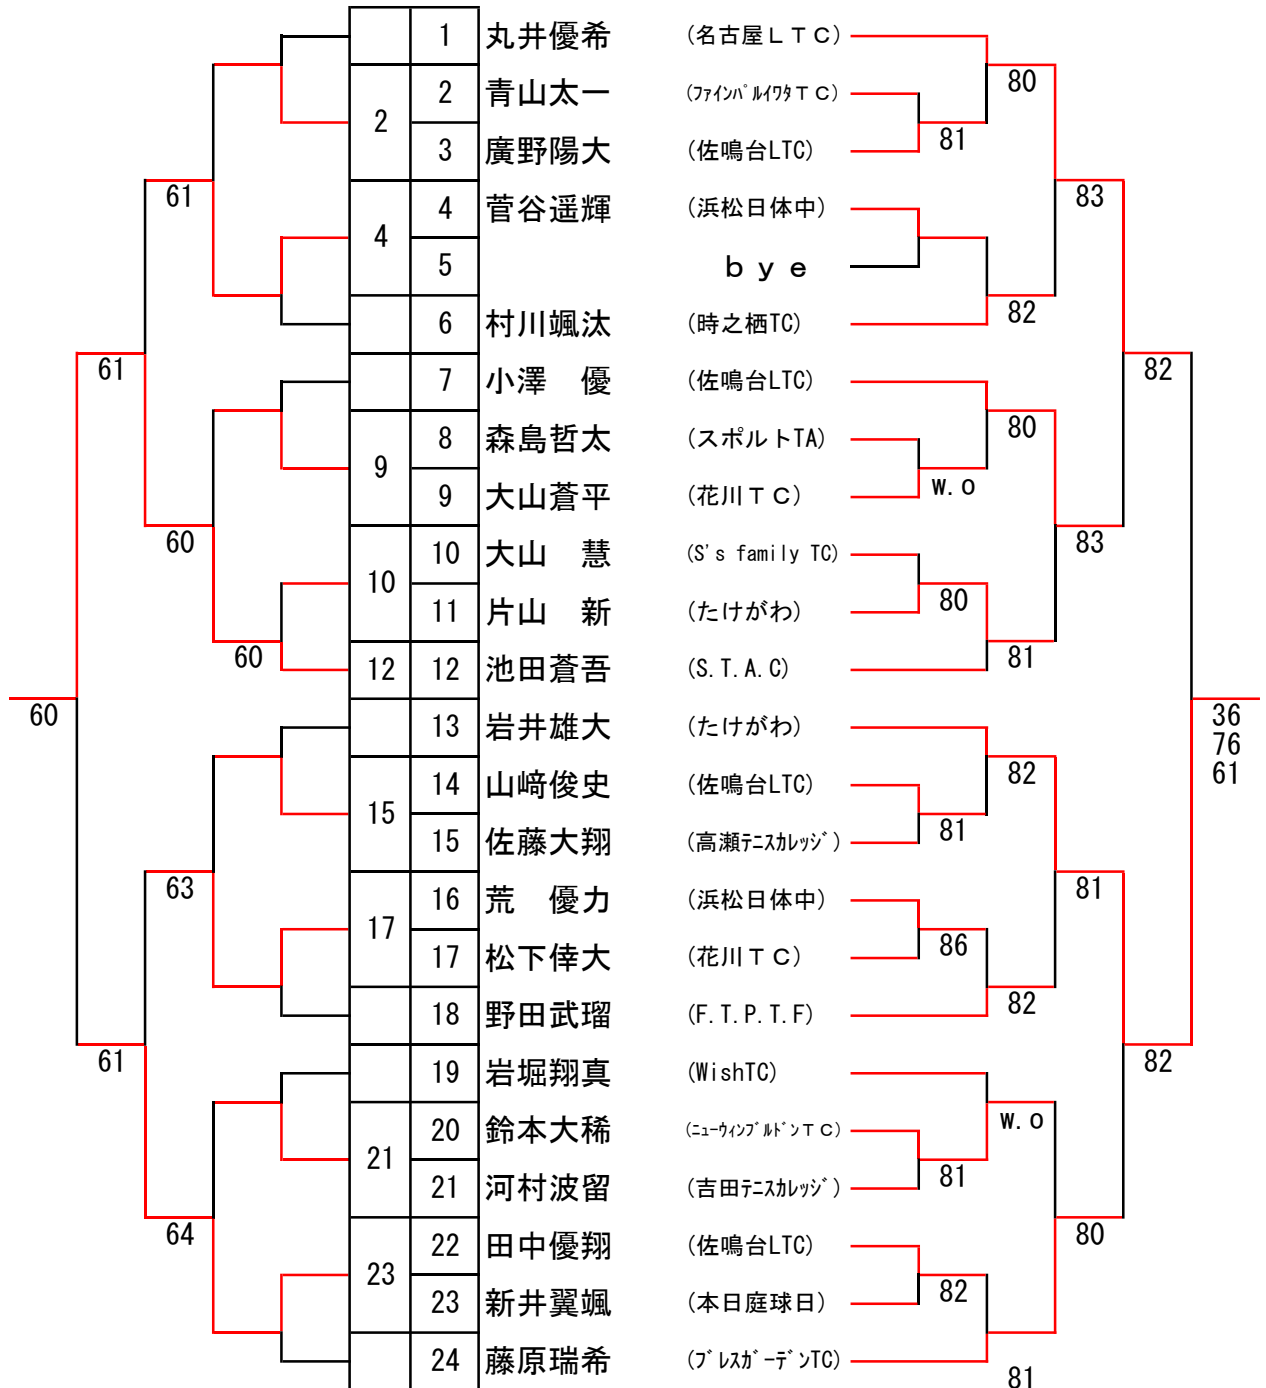 1 丸井優希 (名古屋ＬＴＣ)
80
2 青山太一 (ﾌｧｲﾝﾊﾟﾙｲﾜﾀＴＣ)
2
81
3 廣野陽大 (佐鳴台LTC)
61
83
4 菅谷遥輝 (浜松日体中)
4
5 ｂｙｅ
82
6 村川颯汰 (時之栖TC)
61
82
7 小澤　優 (佐鳴台LTC)
80
8 森島哲太 (スポルトTA)
9
w.o
9 大山蒼平 (花川ＴＣ)
60
83
10 大山　慧 (S's family TC)
10
80
11 片山　新 (たけがわ)
60
81
12 12 池田蒼吾 (S.T.A.C)
60
36
76
61
13 岩井雄大 (たけがわ)
82
14 山﨑俊史 (佐鳴台LTC)
15
81
15 佐藤大翔 (高瀬ﾃﾆｽｶﾚｯｼﾞ)
63
81
16 荒　優力 (浜松日体中)
17
86
17 松下倖大 (花川ＴＣ)
82
18 野田武瑠 (F.T.P.T.F)
61
82
19 岩堀翔真 (WishTC)
w.o
20 鈴本大稀 (ﾆｭｰｳｨﾝﾌﾞﾙﾄﾞﾝＴＣ)
21
81
21 河村波留 (吉田ﾃﾆｽｶﾚｯｼﾞ)
64
80
22 田中優翔 (佐鳴台LTC)
23
82
23 新井翼颯 (本日庭球日)
24 藤原瑞希 (ﾌﾞﾚｽｶﾞｰﾃﾞﾝTC)
81